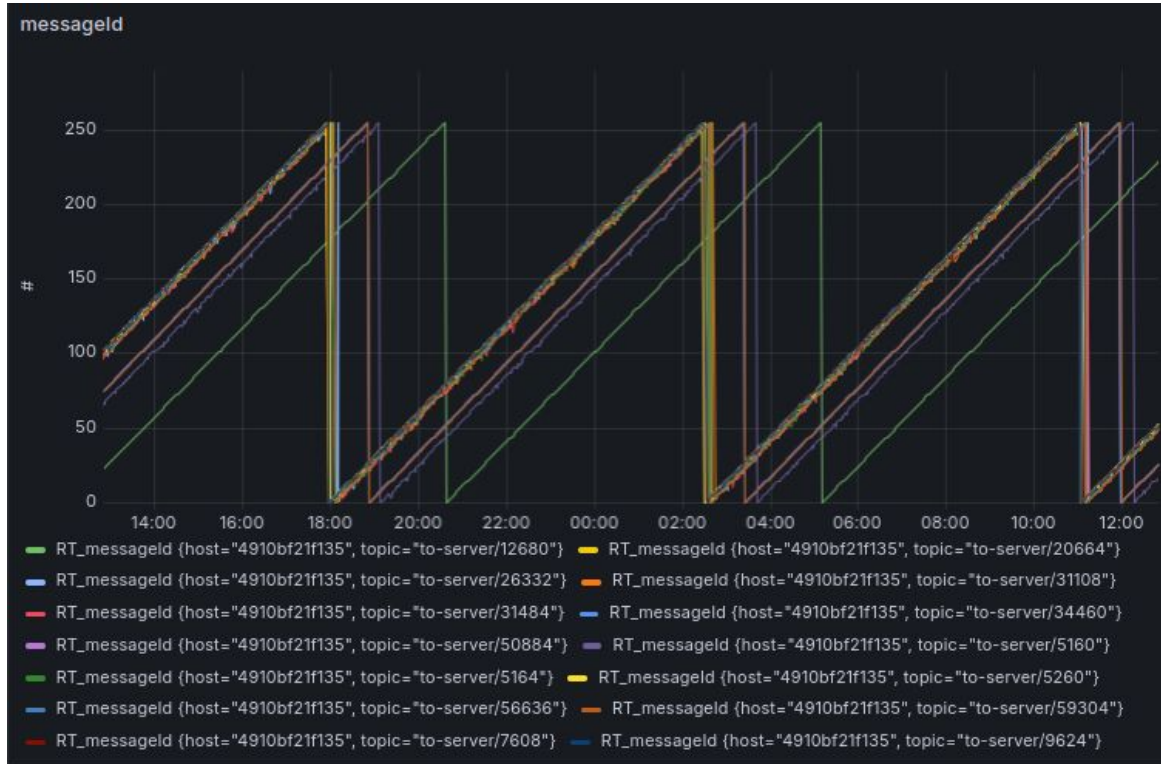 messageId
250
200
150
100
50
0
#
14:00 16:00 18:00 20:00 22:00 00:00 02:00 04:00 06:00 08:00 10:00 12:00
RT_messageId {host="4910bf21f135", topic="to-server/12680"} RT_messageId {host="4910bf21f135", topic="to-server/20664"}
RT_messageId {host="4910bf21f135", topic="to-server/26332"} RT_messageId {host="4910bf21f135", topic="to-server/31108"}
RT_messageId {host="4910bf21f135", topic="to-server/31484"} RT_messageId {host="4910bf21f135", topic="to-server/34460"}
RT_messageId {host="4910bf21f135", topic="to-server/50884"} RT_messageId {host="4910bf21f135", topic="to-server/5160"}
RT_messageId {host="4910bf21f135", topic="to-server/5164"} RT_messageId {host="4910bf21f135", topic="to-server/5260"}
RT_messageId {host="4910bf21f135", topic="to-server/56636"} RT_messageId {host="4910bf21f135", topic="to-server/59304"}
RT_messageId {host="4910bf21f135", topic="to-server/7608"} RT_messageId {host="4910bf21f135", topic="to-server/9624"}